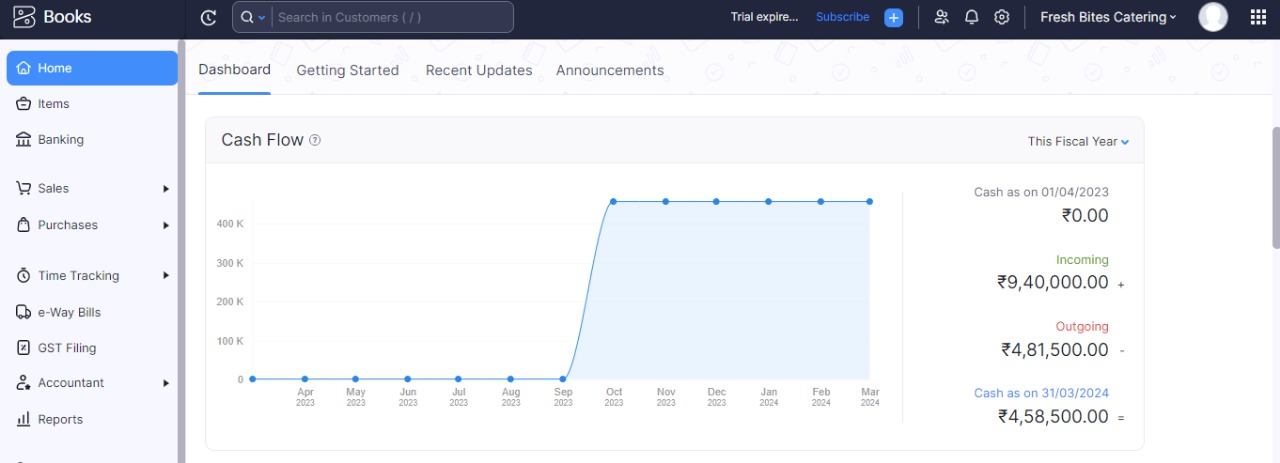 Books
Search in Customers ( / )
Trial expire...
Subscribe
Fresh Bites Catering
Home
Items
Banking
Sales
Purchases
Time Tracking
e-Way Bills
GST Filing
Accountant
Reports
Dashboard
Getting Started
Recent Updates
Announcements
Cash Flow ?
This Fiscal Year
400 K
300 K
200 K
100 K
0
Apr 2023
May 2023
Jun 2023
Jul 2023
Aug 2023
Sep 2023
Oct 2023
Nov 2023
Dec 2023
Jan 2024
Feb 2024
Mar 2024
Cash as on 01/04/2023
₹0.00
Incoming
₹9,40,000.00 +
Outgoing
₹4,81,500.00 -
Cash as on 31/03/2024
₹4,58,500.00 =